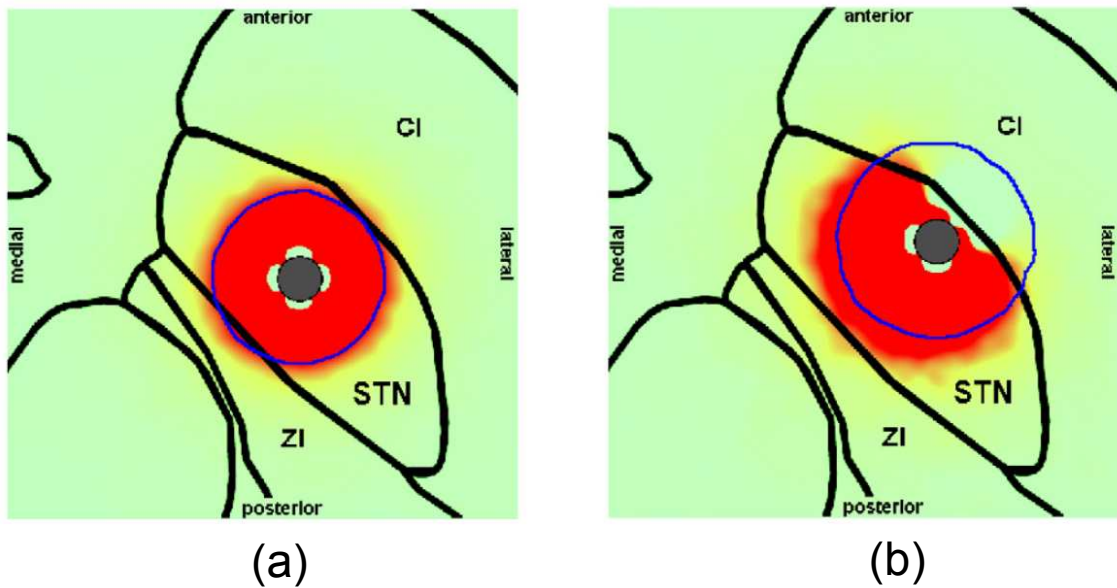 anterior
CI
medial
lateral
STN
ZI
posterior
(a)
anterior
CI
medial
lateral
STN
ZI
posterior
(b)